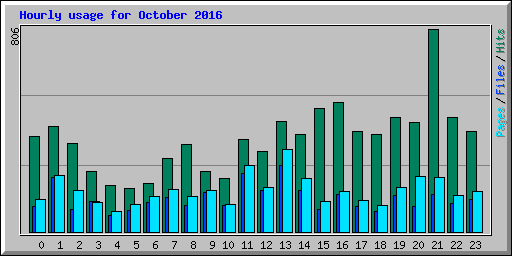 Hourly usage for October 2016
806
Pages/Files/Hits
0 1 2 3 4 5 6 7 8 9 10 11 12 13 14 15 16 17 18 19 20 21 22 23